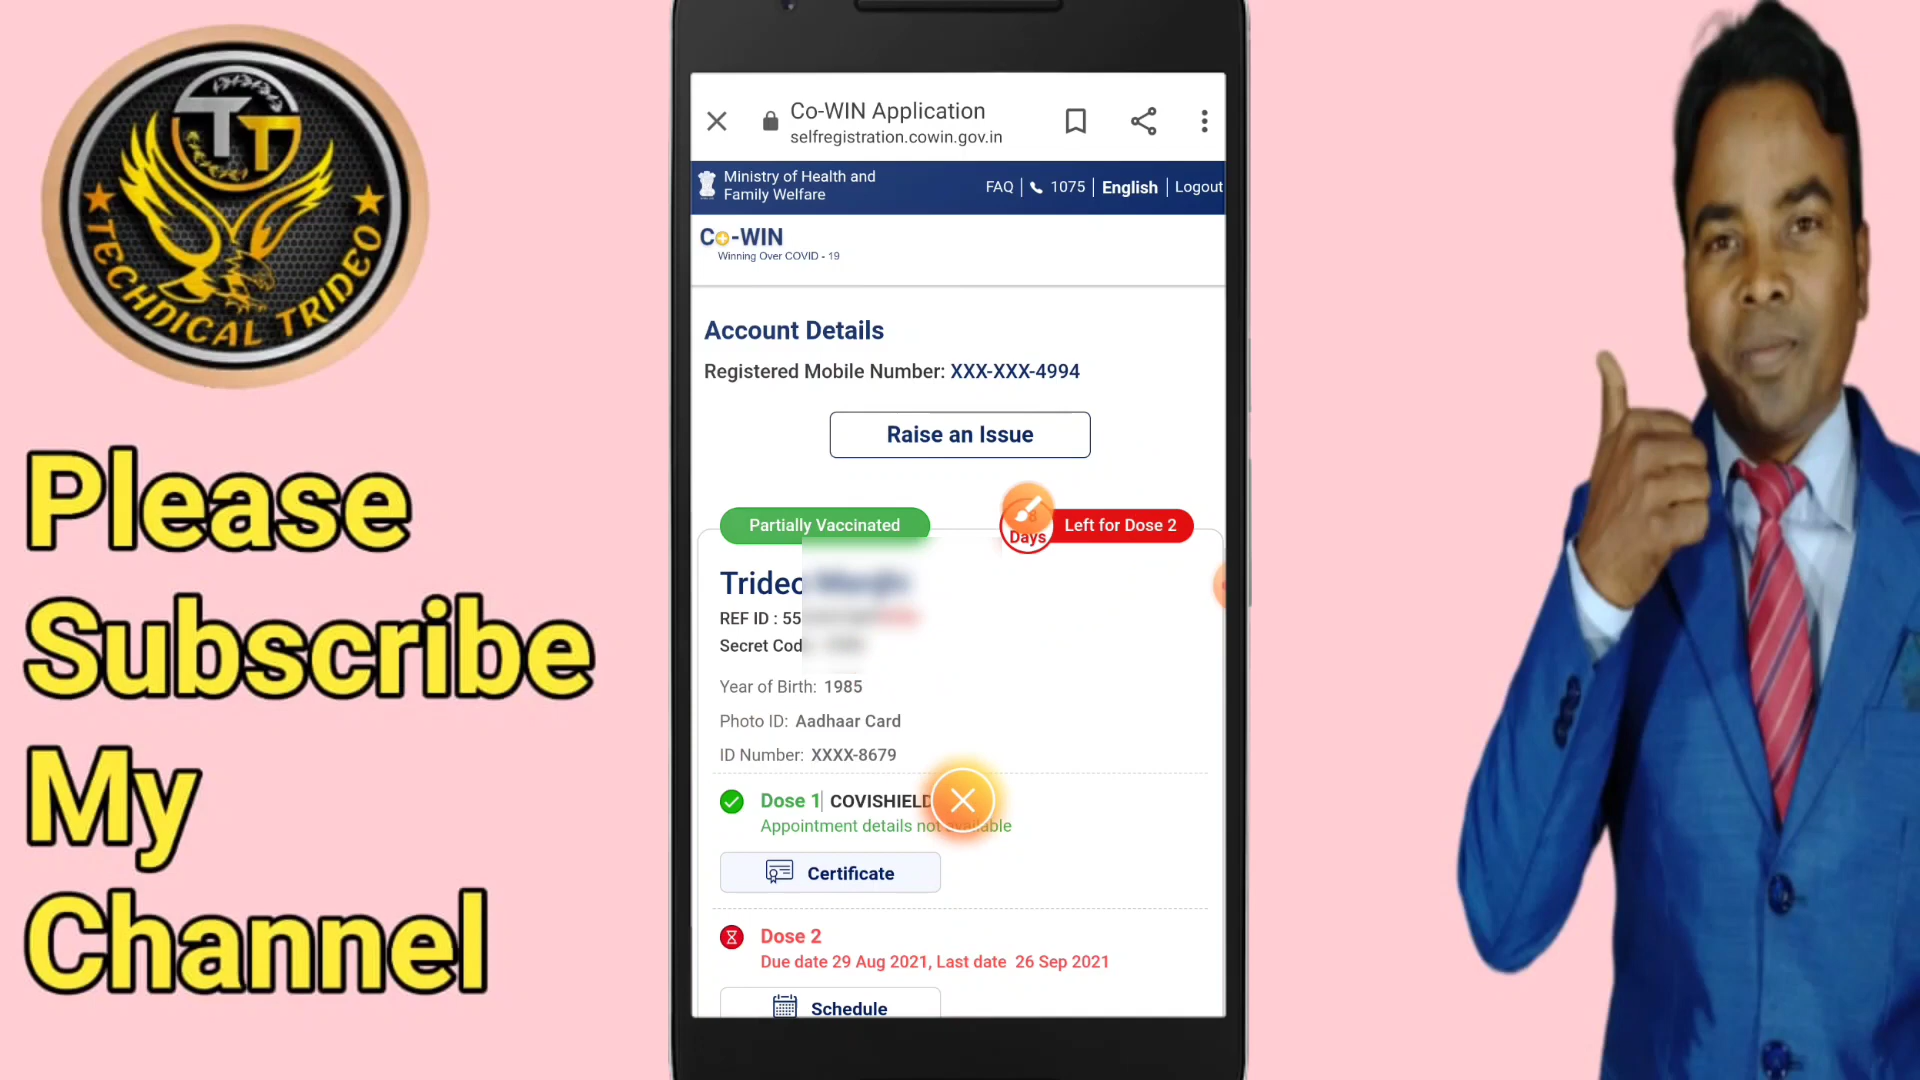 TT
TECHNICAL TRIDEO
Please
Subscribe
My
Channel
Co-WIN Application
selfregistration.cowin.gov.in
Ministry of Health and
Family Welfare
FAQ | 1075 | English | Logout
Co-WIN
Winning Over COVID - 19
Account Details
Registered Mobile Number: XXX-XXX-4994
Raise an Issue
Partially Vaccinated
Days
Left for Dose 2
REF ID : 55
Year of Birth: 1985
Photo ID: Aadhaar Card
ID Number: XXXX-8679
Dose 1| COVISHIELD
Appointment details not
Certificate
Dose 2
Due date 29 Aug 2021, Last date 26 Sep 2021
Schedule